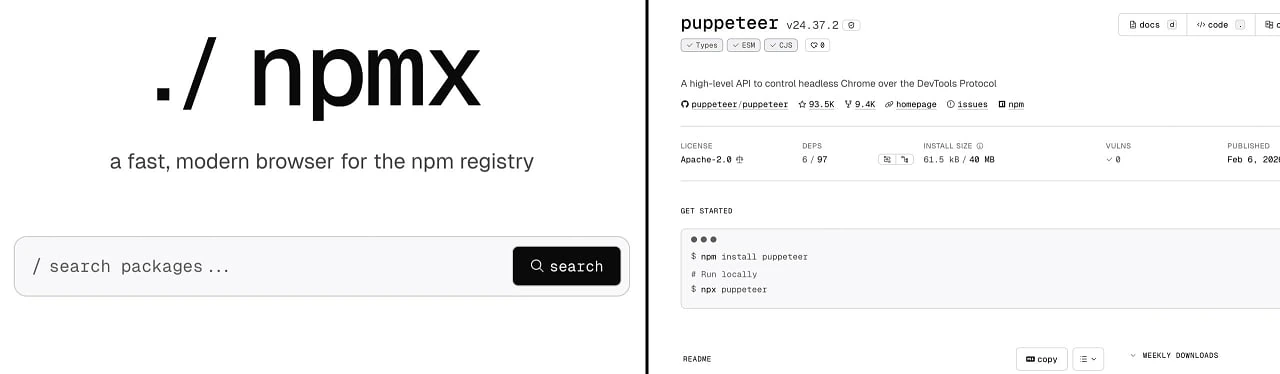 ./ npmx
a fast, modern browser for the npm registry
/ search packages...
search
puppeteer v24.37.2
docs d
code .
Types ESM CJS 0
A high-level API to control headless Chrome over the DevTools Protocol
puppeteer/puppeteer 93.5K 9.4K homepage issues npm
LICENSE DEPS INSTALL SIZE VULNS PUBLISHED
Apache-2.0 6 / 97 61.5 kB / 40 MB 0 Feb 6,
GET STARTED
$ npm install puppeteer
# Run locally
$ npx puppeteer
README
copy
WEEKLY DOWNLOADS